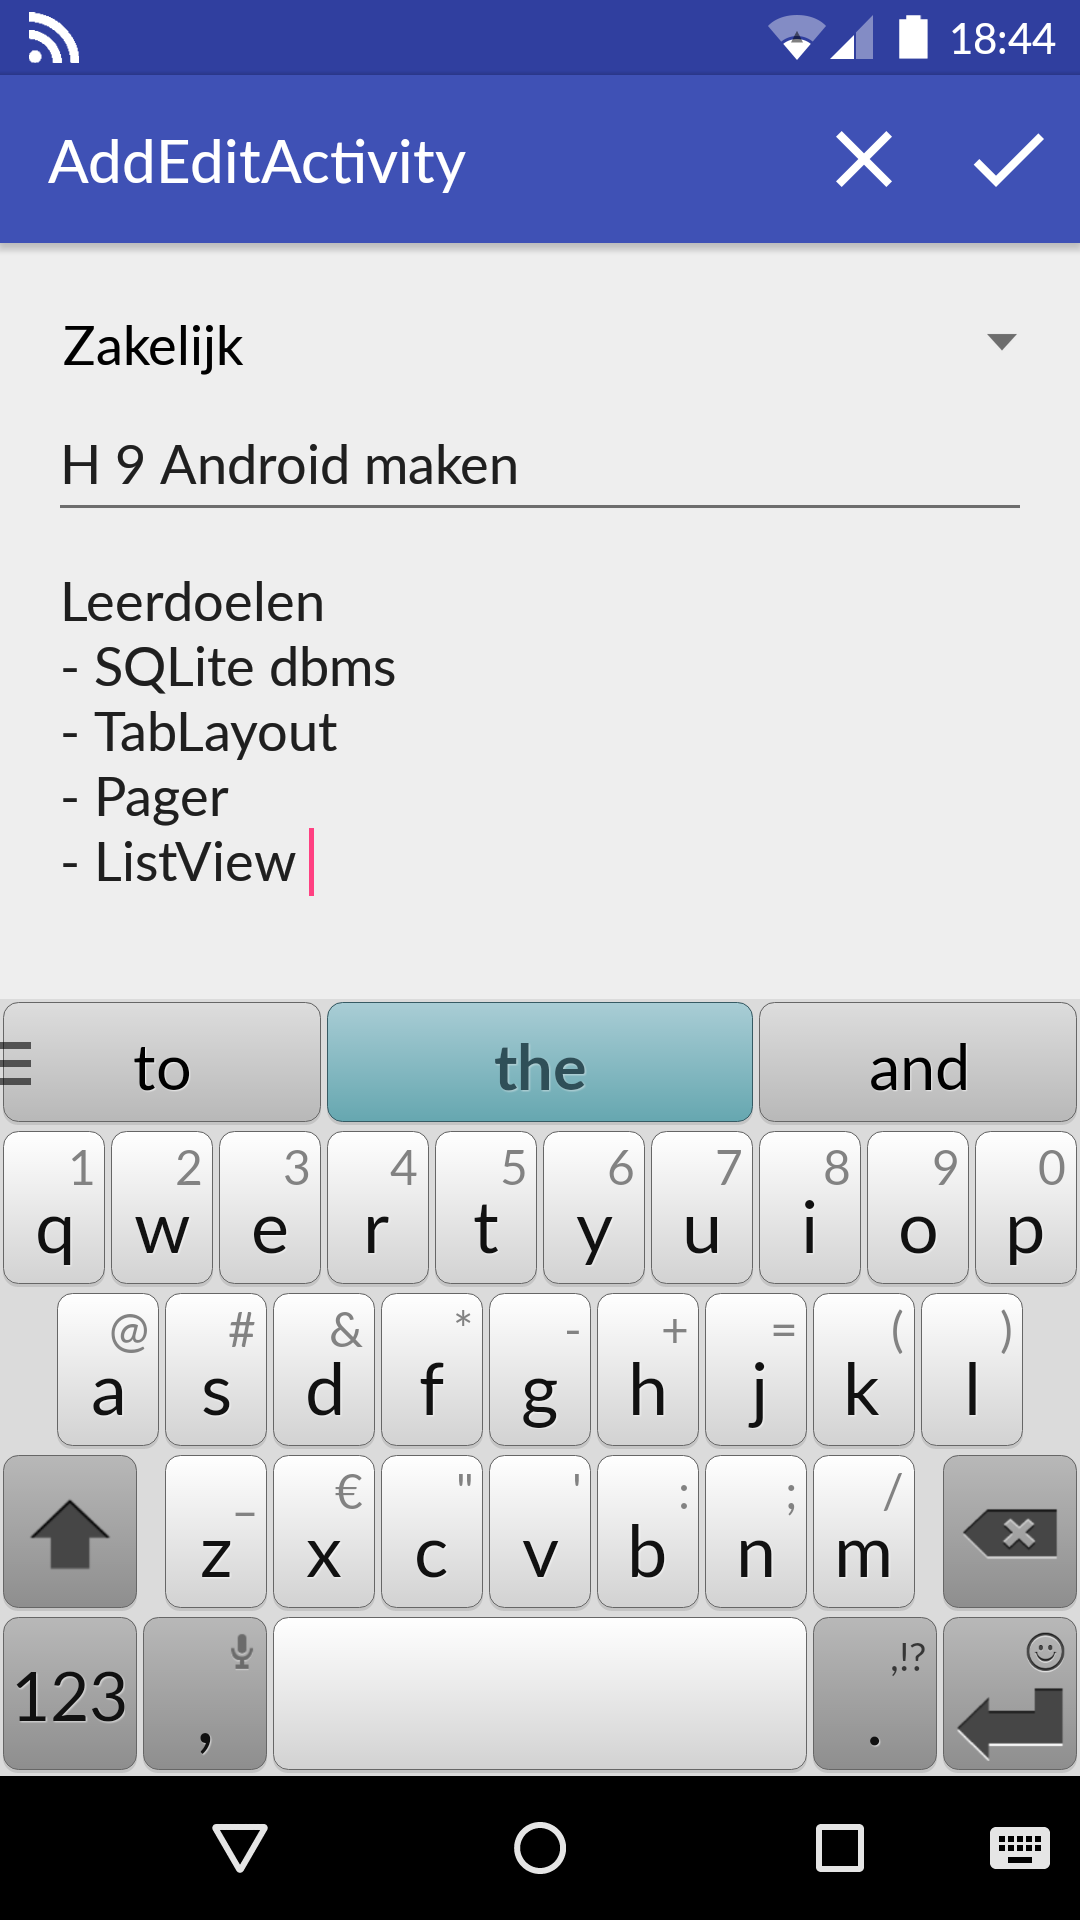 18:44
AddEditActivity
Zakelijk
H 9 Android maken
Leerdoelen
- SQLite dbms
- TabLayout
- Pager
- ListView
to the and
1 2 3 4 5 6 7 8 9 0
q w e r t y u i o p
@ # & * - + = ( )
a s d f g h j k l
_ € " ' : ; /
z x c v b n m
,!?
123 , .